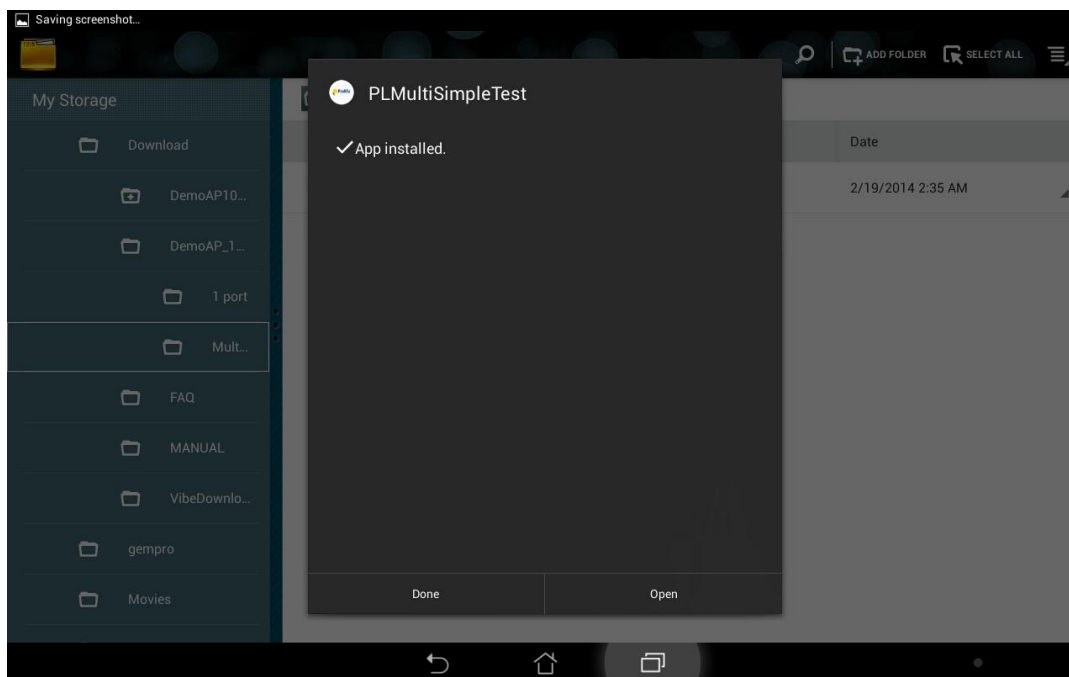 Saving screenshot...
ADD FOLDER
SELECT ALL
My Storage
Download
DemoAP10...
DemoAP_1...
1 port
Mult...
FAQ
MANUAL
VibeDownlo...
gempro
Movies
PLMultiSimpleTest
App installed.
Done
Open
Date
2/19/2014 2:35 AM